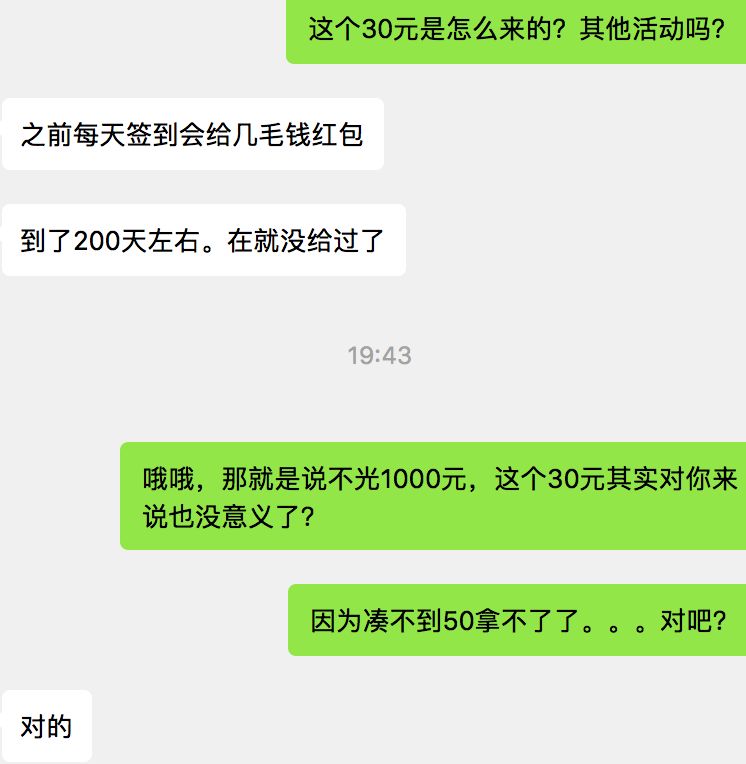 这个30元是怎么来的？其他活动吗？
之前每天签到会给几毛钱红包
到了200天左右。在就没给过了
19:43
哦哦，那就是说不光1000元，这个30元其实对你来
说也没意义了？
因为凑不到50拿不了了。。。对吧？
对的